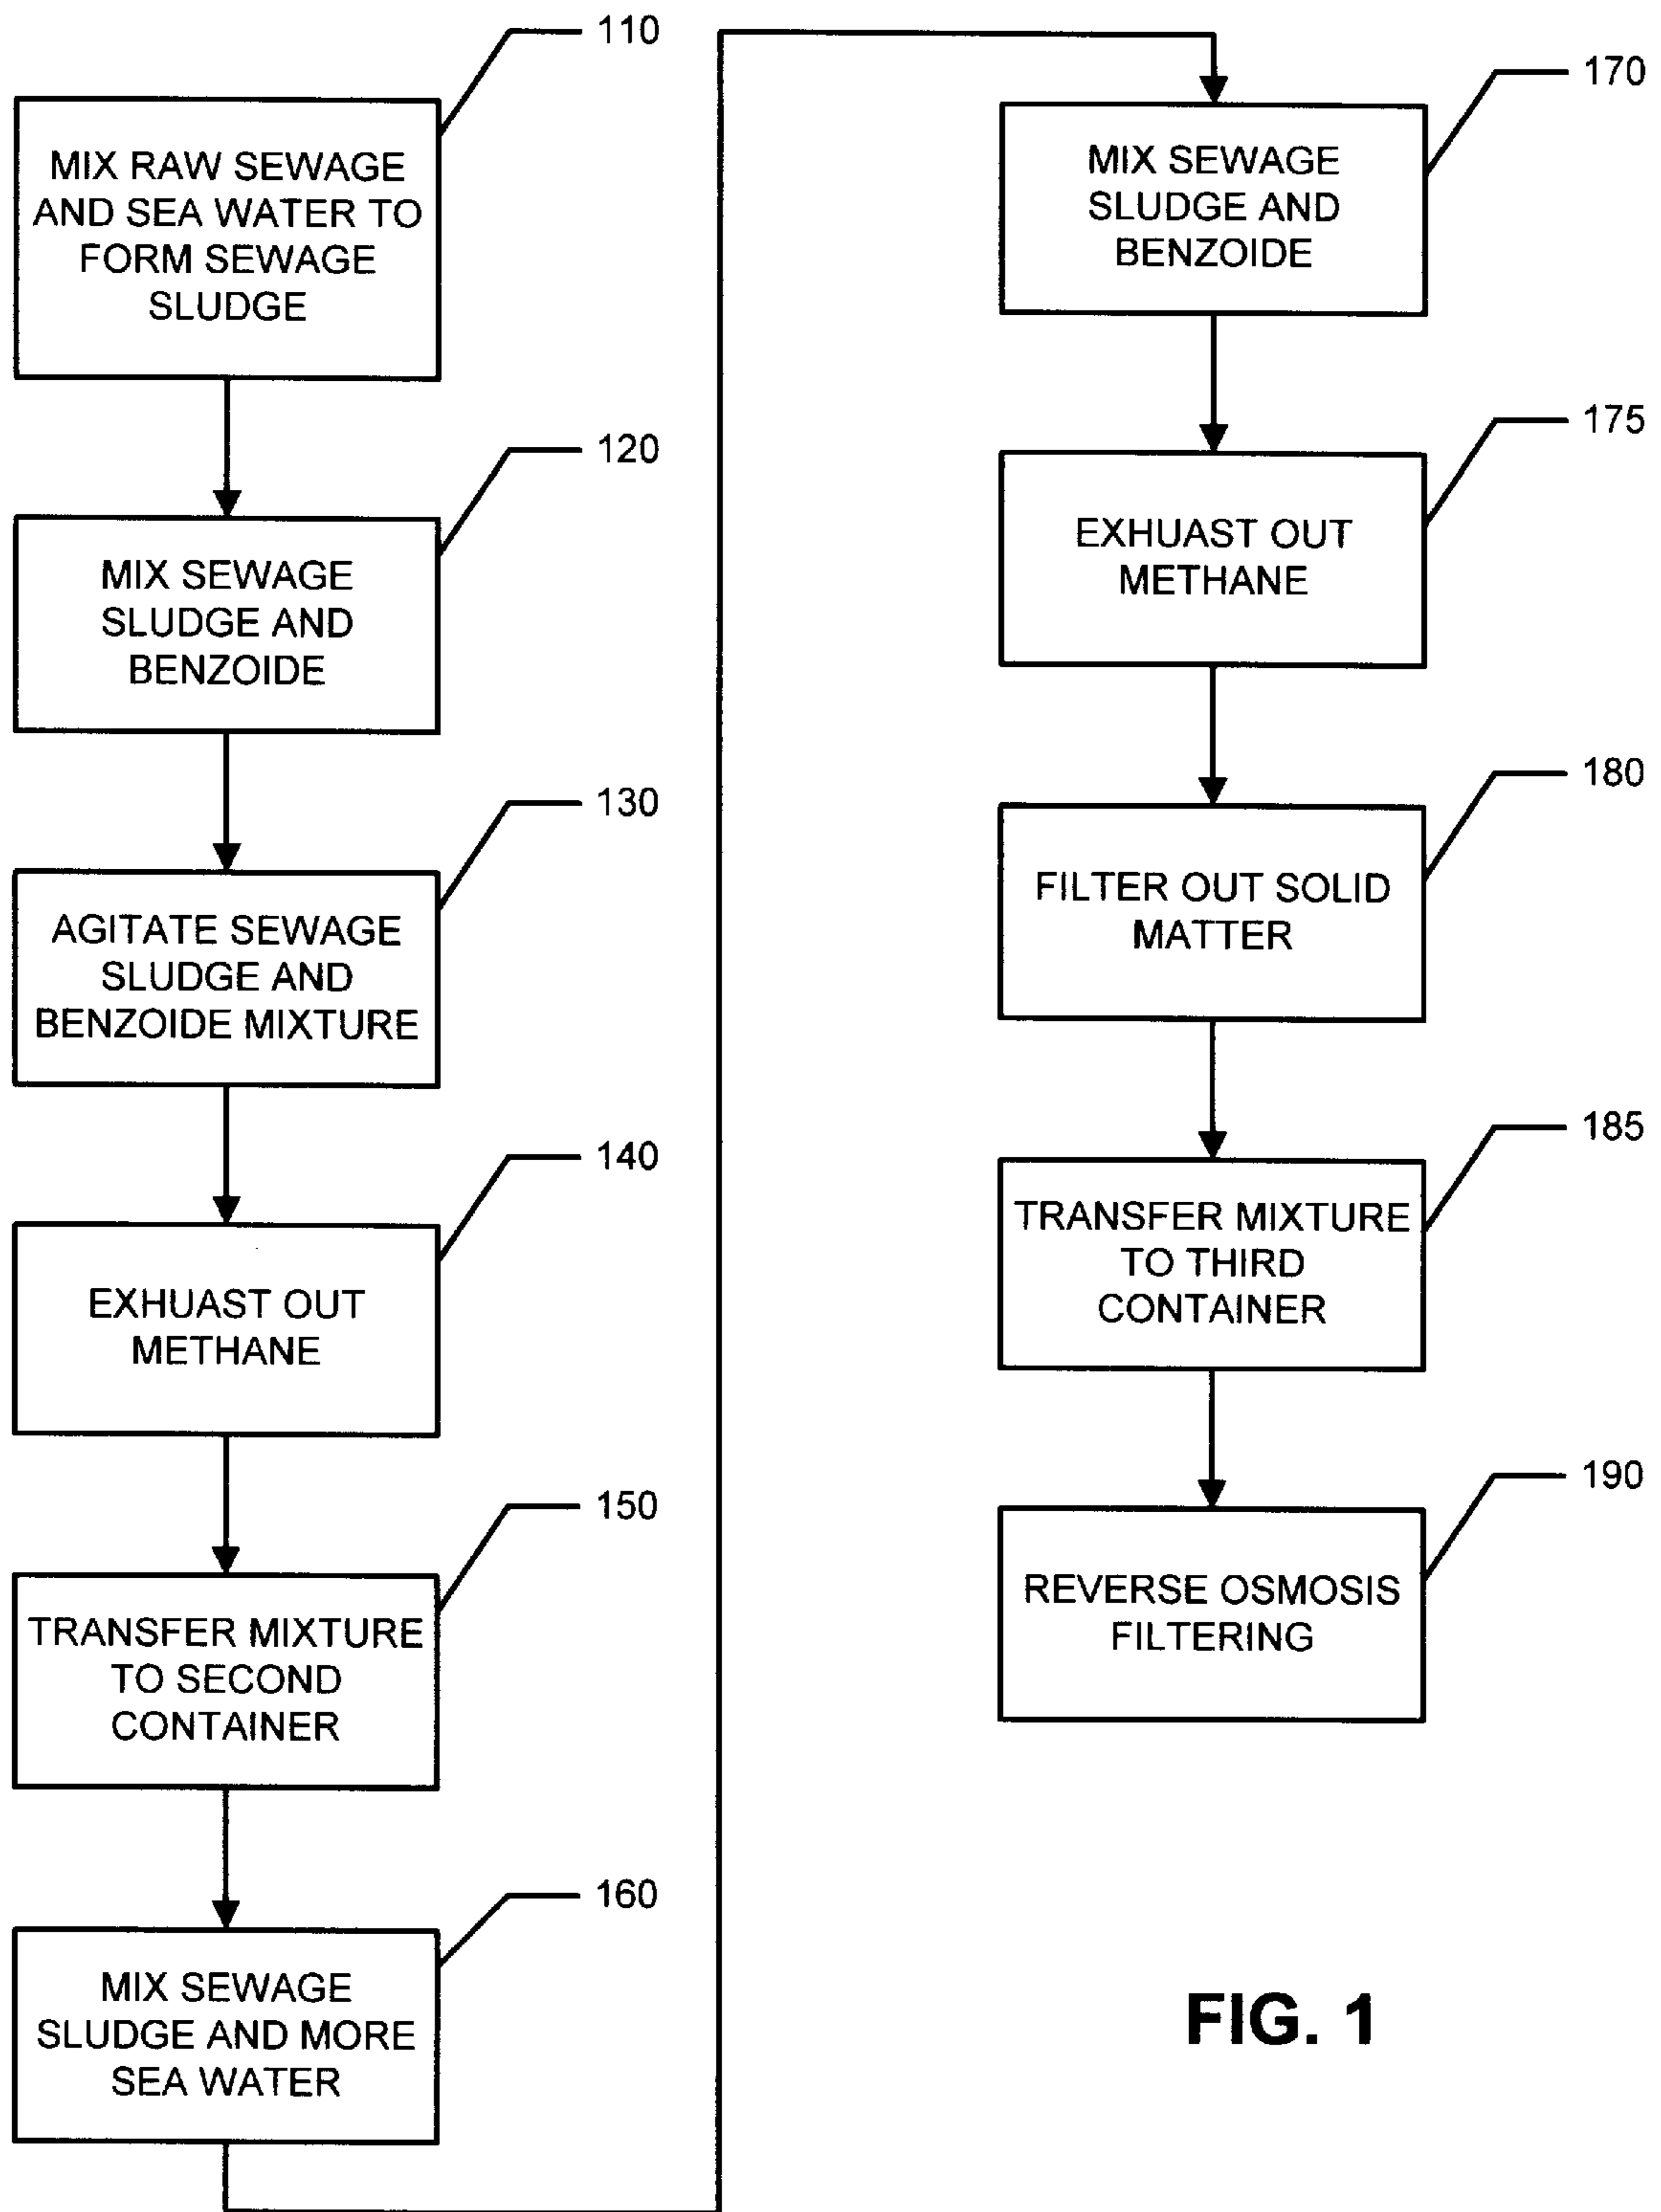 110
MIX RAW SEWAGE
AND SEA WATER TO
FORM SEWAGE
SLUDGE
120
MIX SEWAGE
SLUDGE AND
BENZOIDE
130
AGITATE SEWAGE
SLUDGE AND
BENZOIDE MIXTURE
140
EXHUAST OUT
METHANE
150
TRANSFER MIXTURE
TO SECOND
CONTAINER
160
MIX SEWAGE
SLUDGE AND MORE
SEA WATER
170
MIX SEWAGE
SLUDGE AND
BENZOIDE
175
EXHUAST OUT
METHANE
180
FILTER OUT SOLID
MATTER
185
TRANSFER MIXTURE
TO THIRD
CONTAINER
190
REVERSE OSMOSIS
FILTERING
FIG. 1